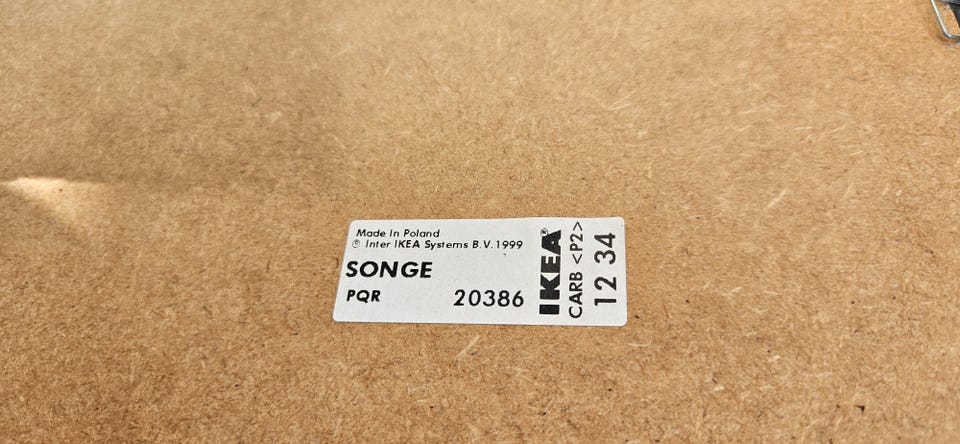 Made In Poland
© Inter IKEA Systems B.V. 1999
SONGE
PQR 20386
IKEA
CARB <P2>
12 34